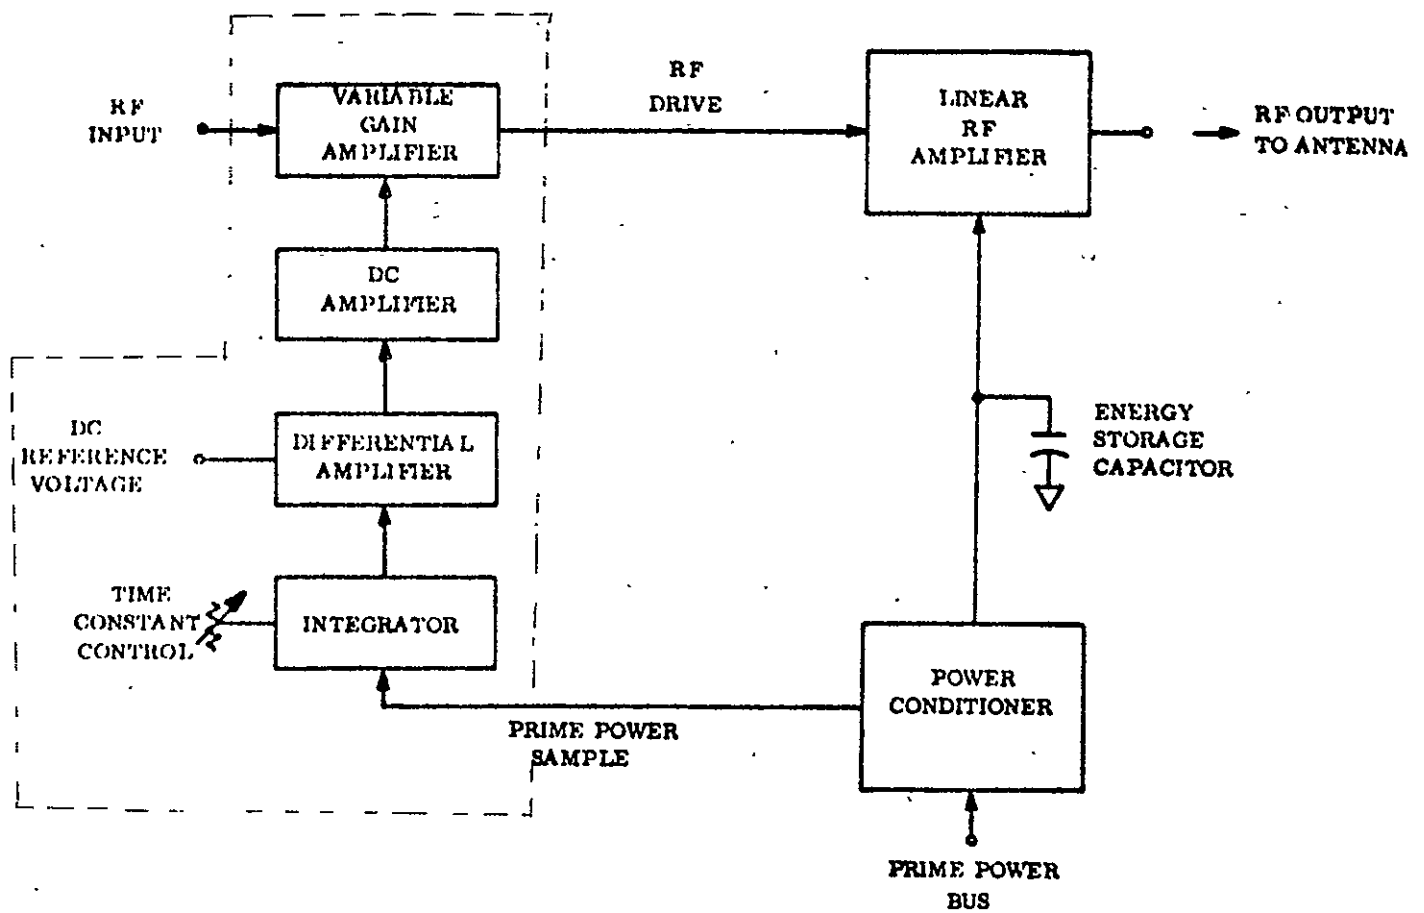 RF
INPUT
VARIABLE
GAIN
AMPLIFIER
RF
DRIVE
LINEAR
RF
AMPLIFIER
RF OUTPUT
TO ANTENNA
DC
AMPLIFIER
DC
REFERENCE
VOLTAGE
DIFFERENTIAL
AMPLIFIER
ENERGY
STORAGE
CAPACITOR
TIME
CONSTANT
CONTROL
INTEGRATOR
POWER
CONDITIONER
PRIME POWER
SAMPLE
PRIME POWER
BUS